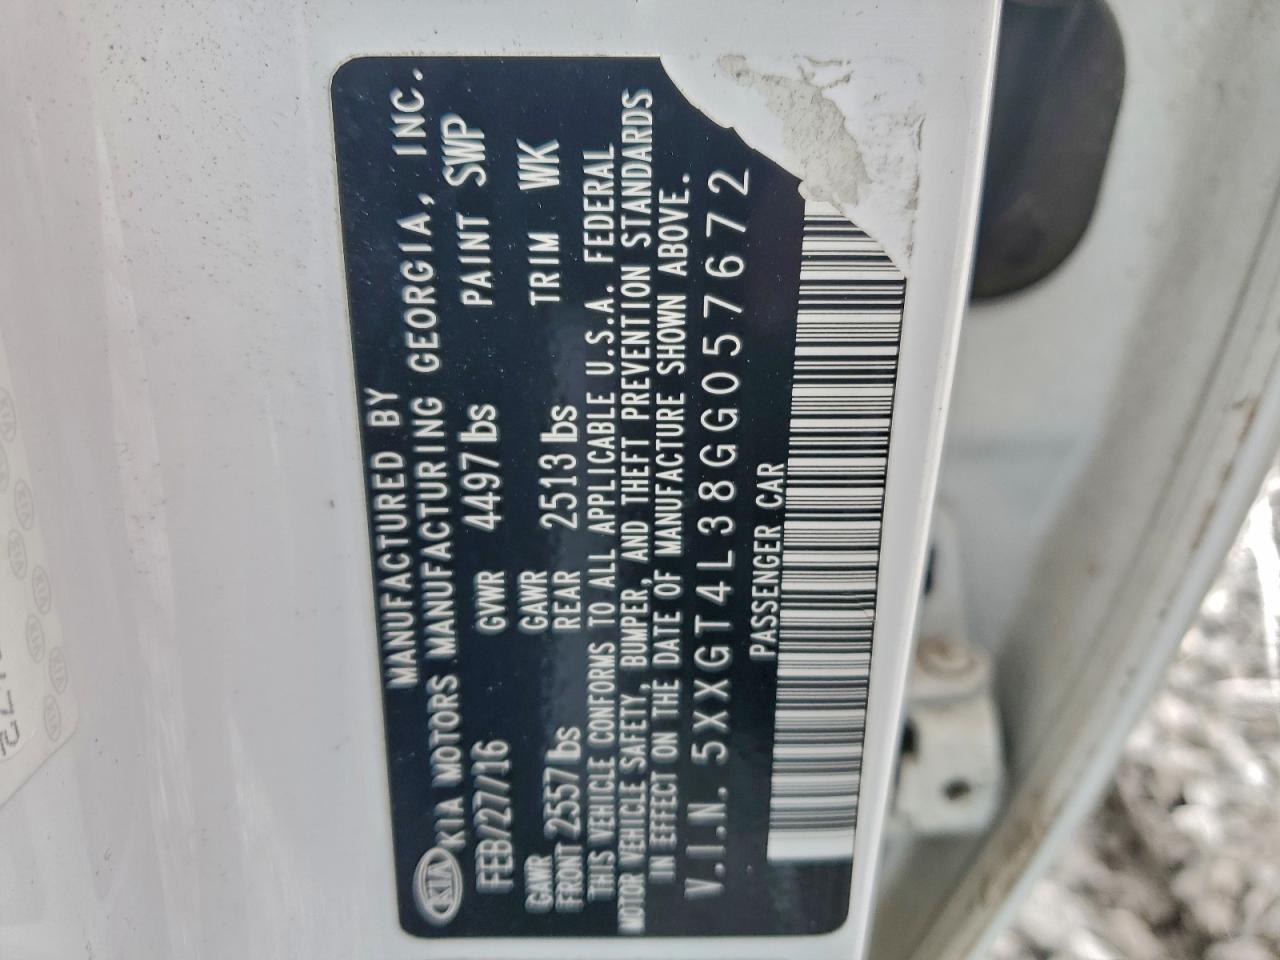 MANUFACTURED BY
KIA KIA MOTORS MANUFACTURING GEORGIA, INC.
FEB/27/16 GVWR 4497 lbs PAINT SWP
GAWR FRONT 2557 lbs GAWR REAR 2513 lbs TRIM WK
THIS VEHICLE CONFORMS TO ALL APPLICABLE U.S.A. FEDERAL
MOTOR VEHICLE SAFETY, BUMPER, AND THEFT PREVENTION STANDARDS
IN EFFECT ON THE DATE OF MANUFACTURE SHOWN ABOVE.
V.I.N. 5XXGT4L38GG057672
PASSENGER CAR